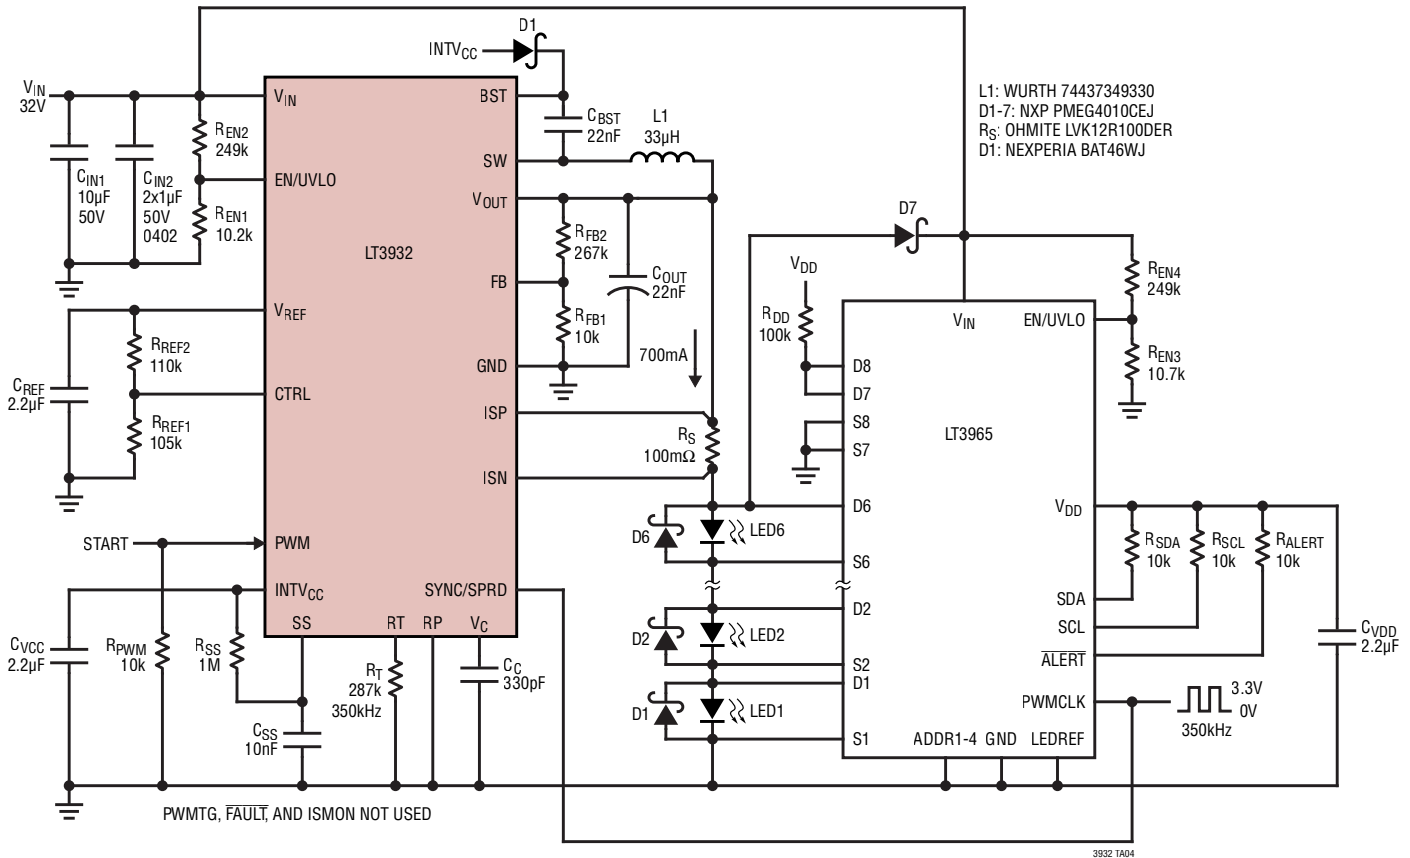 D1
INTVCC
VIN
32V
VIN
BST
CBST
22nF
L1
33µH
L1: WURTH 74437349330
D1-7: NXP PMEG4010CEJ
RS: OHMITE LVK12R100DER
D1: NEXPERIA BAT46WJ
REN2
249k
SW
CIN1
10µF
50V
CIN2
2x1µF
50V
0402
EN/UVLO
VOUT
REN1
10.2k
LT3932
RFB2
267k
FB
COUT
22nF
D7
VDD
REN4
249k
VREF
RFB1
10k
RDD
100k
VIN
EN/UVLO
RREF2
110k
GND
700mA
D8
REN3
10.7k
CREF
2.2µF
CTRL
D7
ISP
S8
RREF1
105k
RS
100mΩ
LT3965
S7
ISN
D6
VDD
START
PWM
D6
LED6
RSDA
10k
RSCL
10k
RALERT
10k
S6
INTVCC
SYNC/SPRD
D2
SDA
SS
RT
RP
VC
SCL
CVCC
2.2µF
RPWM
10k
RSS
1M
D2
LED2
CVDD
2.2µF
RT
287k
350kHz
CC
330pF
S2
ALERT
D1
D1
LED1
PWMCLK
3.3V
0V
350kHz
CSS
10nF
S1
ADDR1-4 GND LEDREF
PWMTG, FAULT, AND ISMON NOT USED
3932 TA04